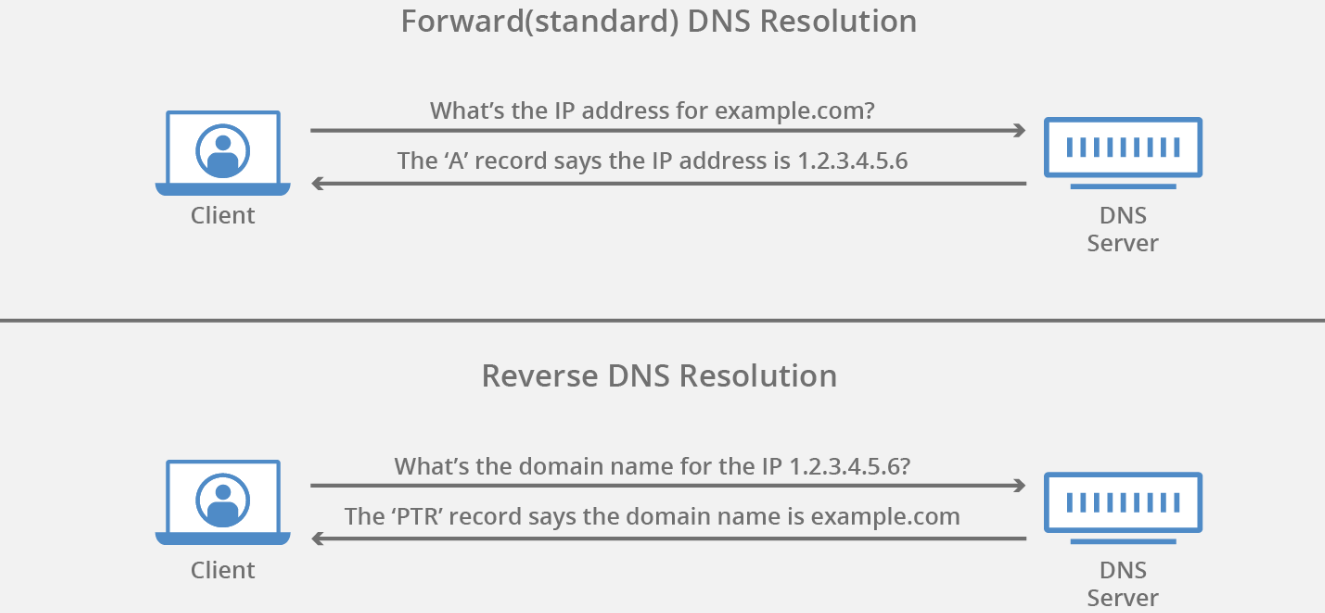 Forward(standard) DNS Resolution
What’s the IP address for example.com?
The ‘A’ record says the IP address is 1.2.3.4.5.6
Client
DNS
Server
Reverse DNS Resolution
What’s the domain name for the IP 1.2.3.4.5.6?
The ‘PTR’ record says the domain name is example.com
Client
DNS
Server